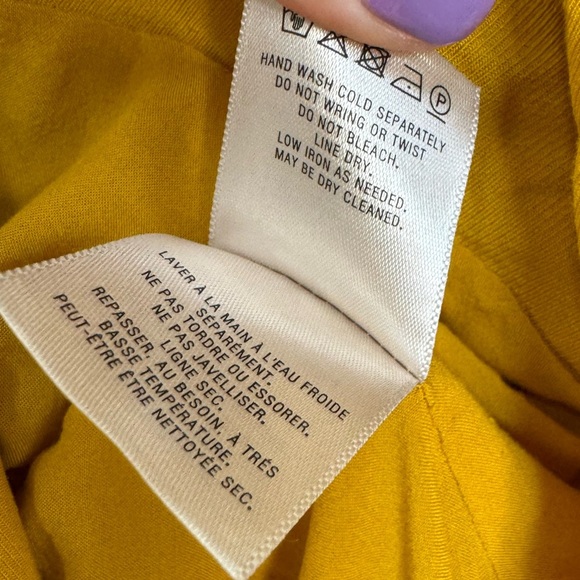 P
HAND WASH COLD SEPARATELY
DO NOT WRING OR TWIST
DO NOT BLEACH.
LINE DRY.
LOW IRON AS NEEDED.
MAY BE DRY CLEANED.
LAVER À LA MAIN À L'EAU FROIDE
SÉPARÉMENT.
NE PAS TORDRE OU ESSORER.
NE PAS JAVELLISER.
LIGNE SEC.
REPASSER, AU BESOIN, À TRÉS
BASSE TEMPÉRATURE.
PEUT-ÊTRE ÊTRE NETTOYÉE SEC.